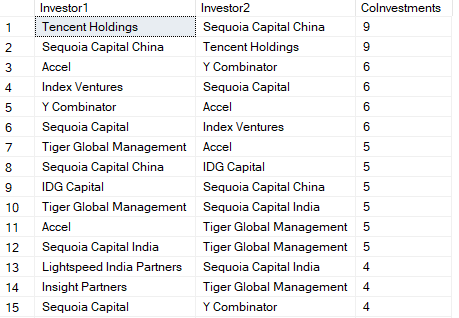 Investor1 Investor2 CoInvestments
1 Tencent Holdings Sequoia Capital China 9
2 Sequoia Capital China Tencent Holdings 9
3 Accel Y Combinator 6
4 Index Ventures Sequoia Capital 6
5 Y Combinator Accel 6
6 Sequoia Capital Index Ventures 6
7 Tiger Global Management Accel 5
8 Sequoia Capital China IDG Capital 5
9 IDG Capital Sequoia Capital China 5
10 Tiger Global Management Sequoia Capital India 5
11 Accel Tiger Global Management 5
12 Sequoia Capital India Tiger Global Management 5
13 Lightspeed India Partners Sequoia Capital India 4
14 Insight Partners Tiger Global Management 4
15 Sequoia Capital Y Combinator 4